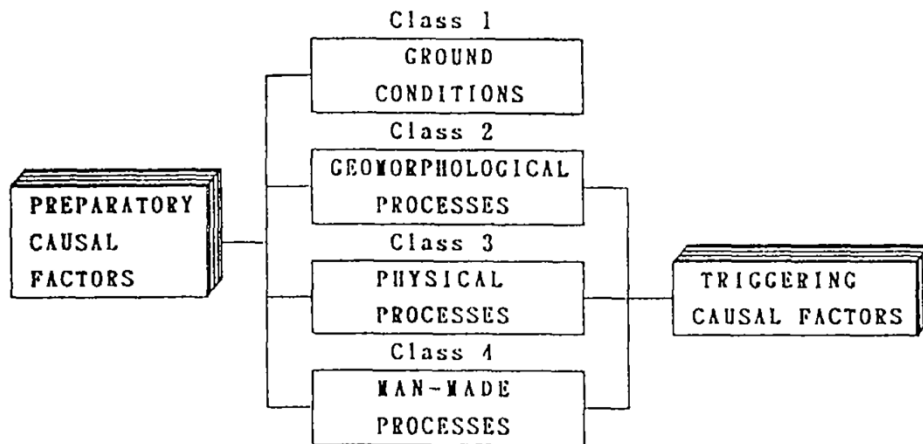 Class 1
GROUND
CONDITIONS
Class 2
GEOMORPHOLOGICAL
PROCESSES
PREPARATORY
CAUSAL
FACTORS
Class 3
PHYSICAL
PROCESSES
TRIGGERING
CAUSAL FACTORS
Class 4
MAN-MADE
PROCESSES